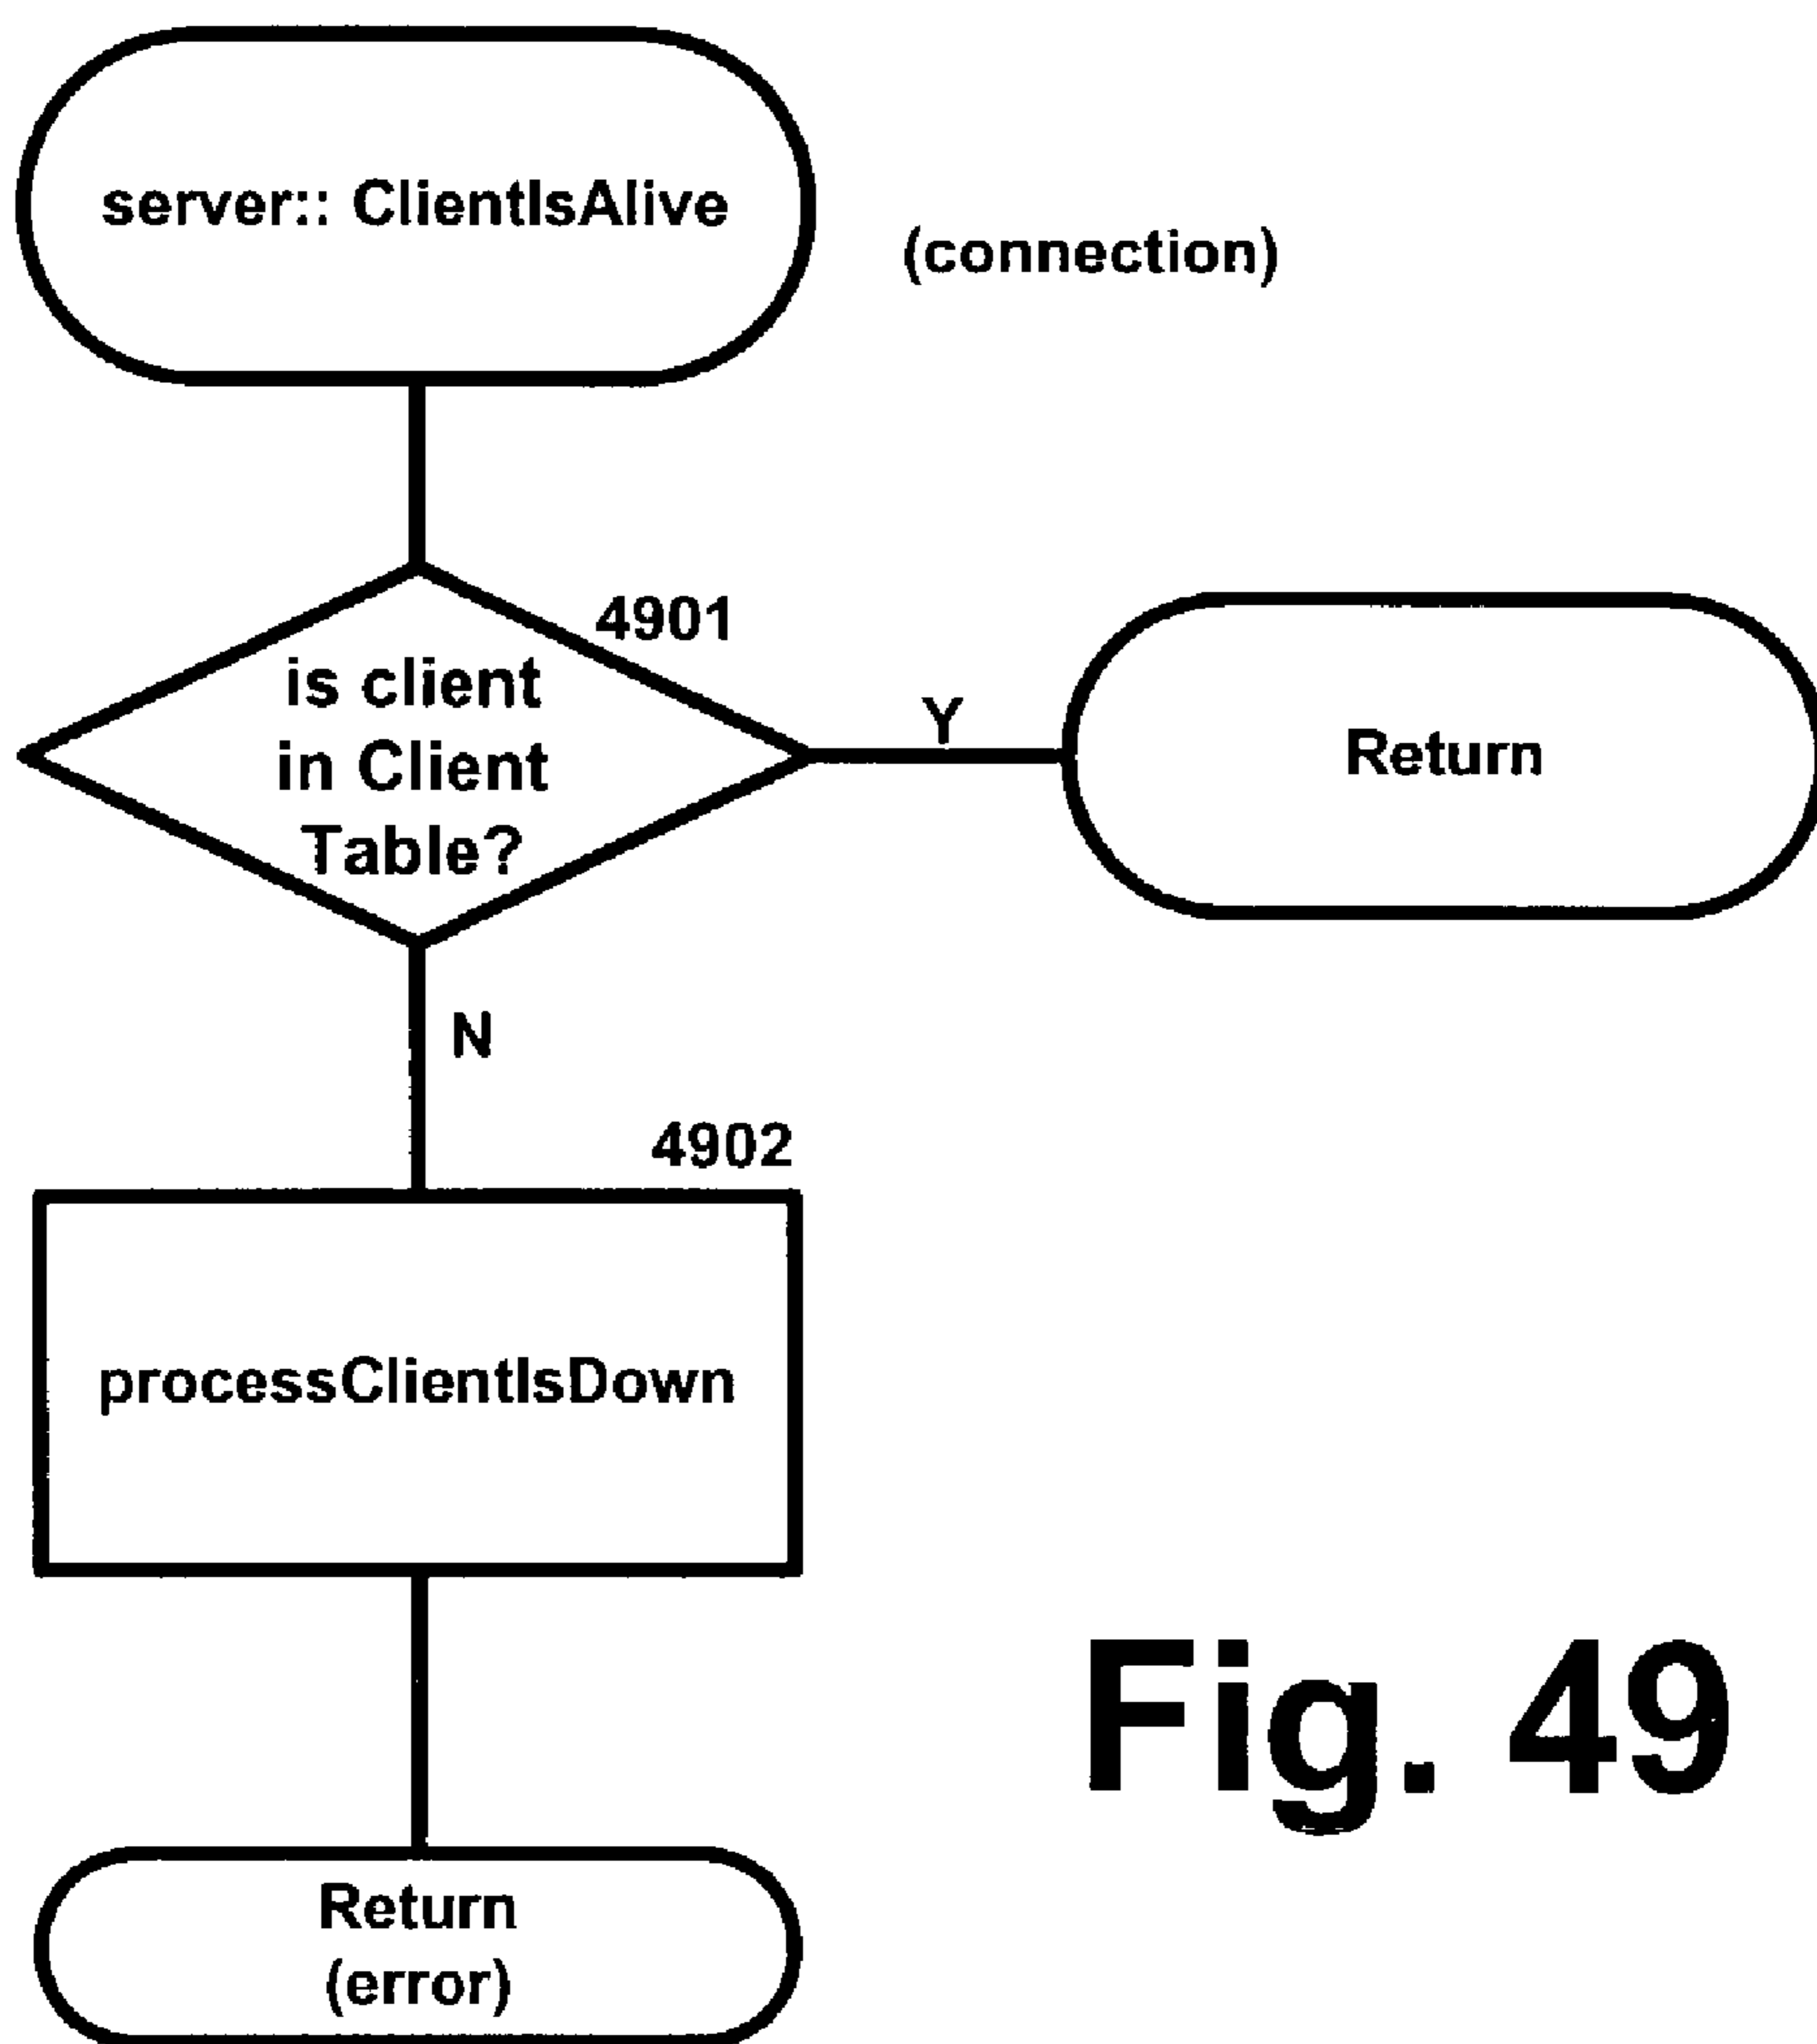 server:: ClientIsAlive
(connection)
4901
is client
in Client
Table?
Y
Return
N
4902
processClientIsDown
Return
(error)
Fig. 49